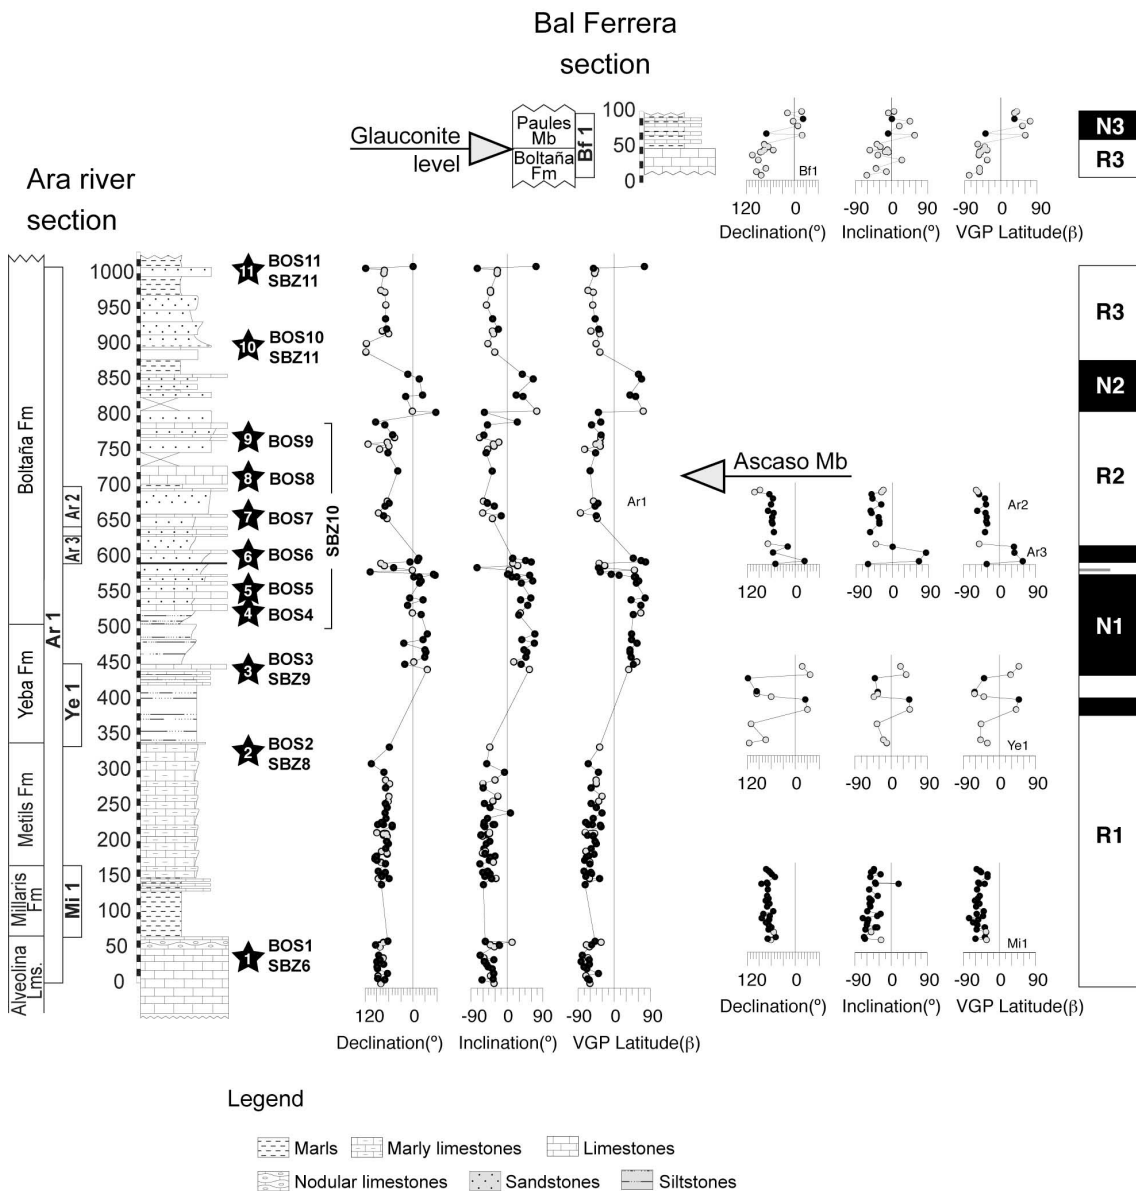 Bal Ferrera
section
Glauconite
level
Paules
Mb
Boltaña
Fm
Bf 1
100
50
0
Bf1
120 0
-90 90
-90 90
Declination(º) Inclination(º) VGP Latitude(β)
N3
R3
Ara river
section
Boltaña Fm
Yeba Fm
Metils Fm
Millaris
Fm
Alveolina
Lms.
Ar 1
Ar 2
Ar 3
Ye 1
Mi 1
1000
950
900
850
800
750
700
650
600
550
500
450
400
350
300
250
200
150
100
50
0
11 BOS11
SBZ11
10 BOS10
SBZ11
9 BOS9
8 BOS8
7 BOS7
6 BOS6
5 BOS5
4 BOS4
SBZ10
3 BOS3
SBZ9
2 BOS2
SBZ8
1 BOS1
SBZ6
Ar1
120 0
-90 0 90
-90 0 90
Declination(º) Inclination(º) VGP Latitude(β)
Ascaso Mb
Ar2
Ar3
120 0
-90 90
-90 90
Ye1
120 0
-90 0 90
-90 90
Mi1
120 0
-90 0 90
-90 90
Declination(º) Inclination(º) VGP Latitude(β)
R3
N2
R2
N1
R1
Legend
Marls Marly limestones Limestones
Nodular limestones Sandstones Siltstones